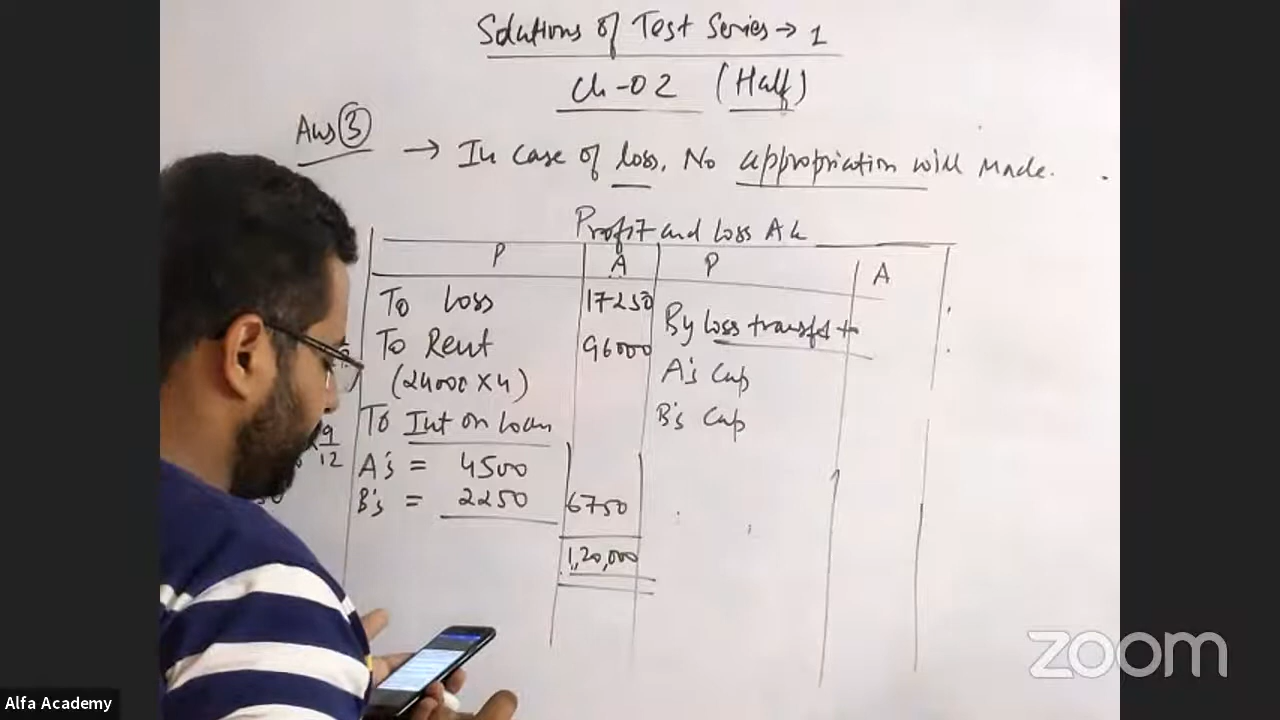 Solutions of Test Series → 1
Ch-02 (Half)
Ans 3 → In case of loss, No appropriation will made.
Profit and Loss A/c
P A P A
To Loss 17250 By loss transfer to
To Rent 96000 A's Cap
(24000 × 4) B's Cap
To Int on loan
9
12
A's = 4500
B's = 2250 6750
1,20,000
zoom
Alfa Academy